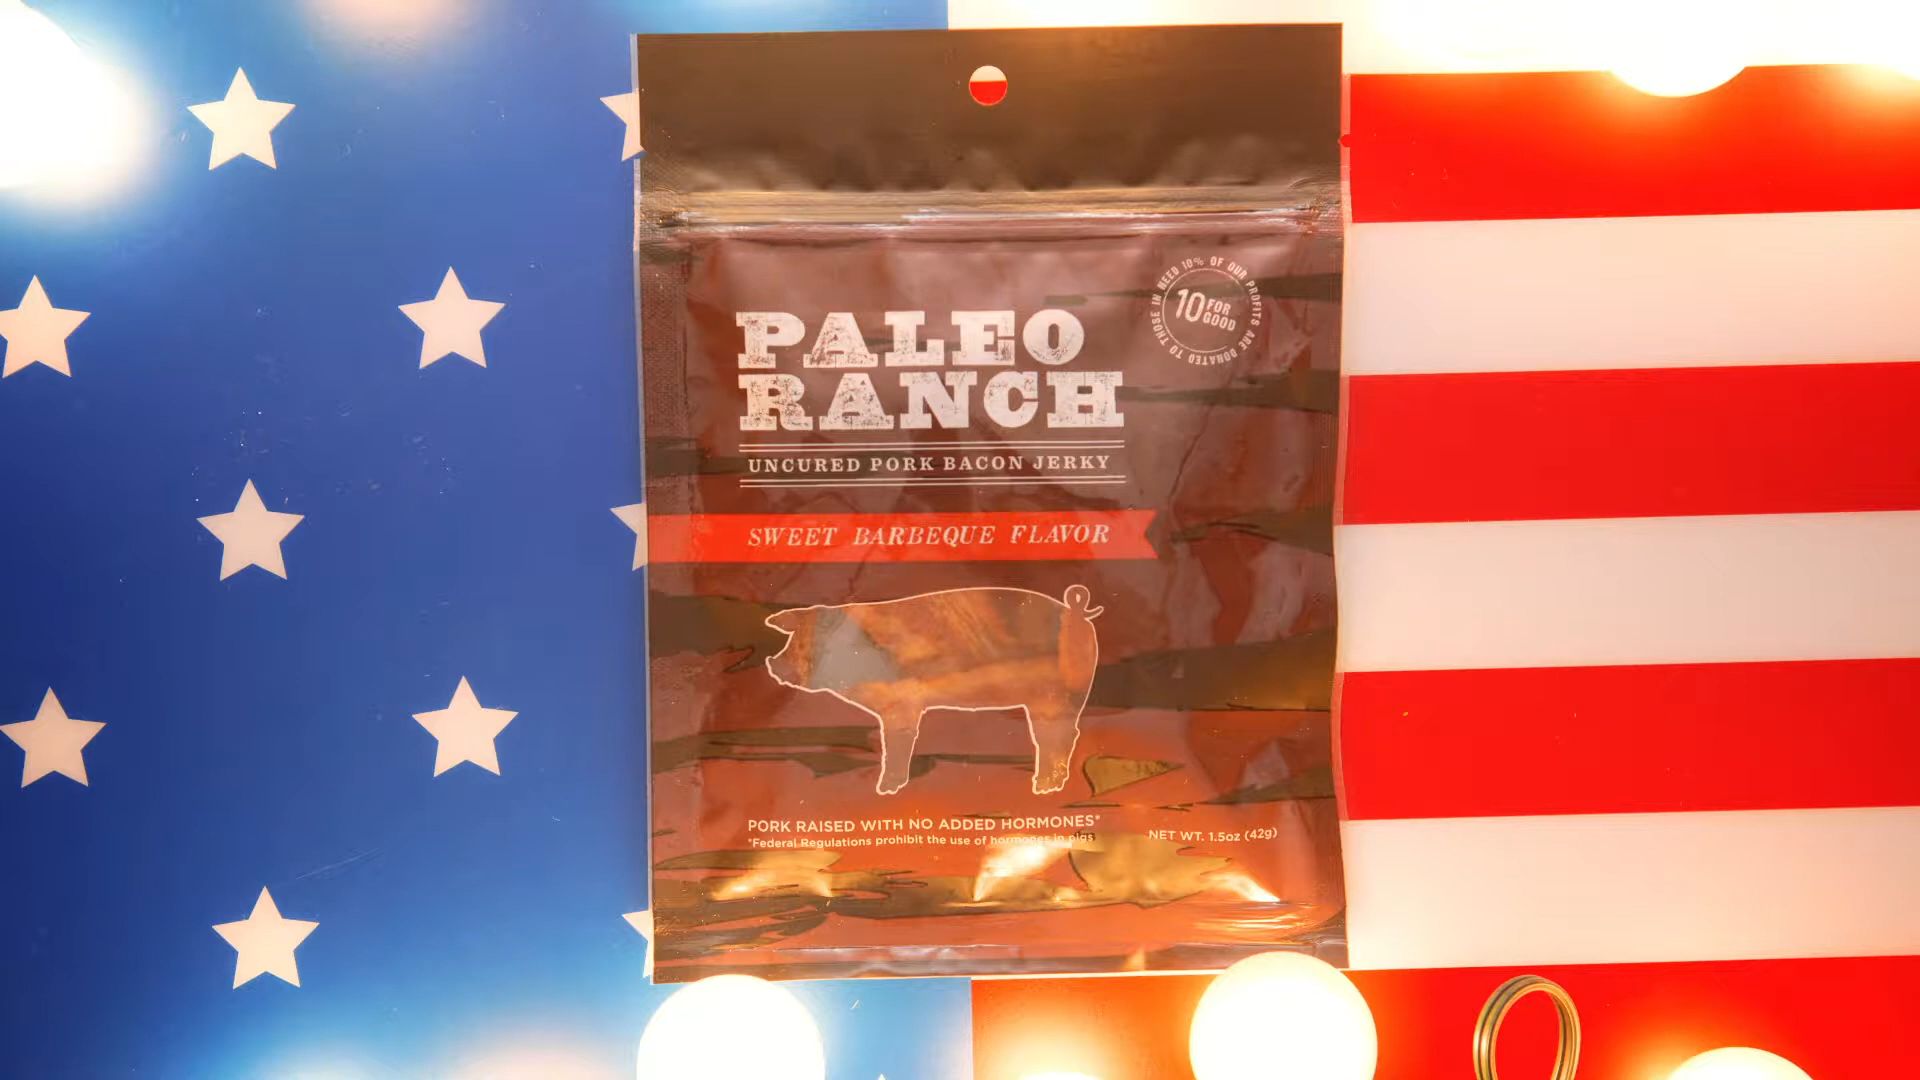 PALEO
RANCH
UNCURED PORK BACON JERKY
SWEET BARBEQUE FLAVOR
10 FOR
GOOD
10% OF OUR PROFITS ARE DONATED TO THOSE IN NEED
PORK RAISED WITH NO ADDED HORMONES*
*Federal Regulations prohibit the use of hormones in pigs
NET WT. 1.5oz (42g)